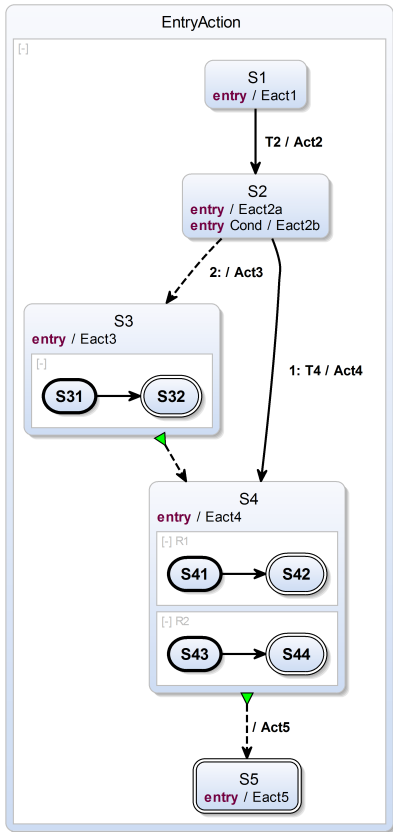 EntryAction
[-]
S1
entry / Eact1
T2 / Act2
S2
entry / Eact2a
entry Cond / Eact2b
2: / Act3
S3
entry / Eact3
[-]
S31
S32
1: T4 / Act4
S4
entry / Eact4
[-] R1
S41
S42
[-] R2
S43
S44
/ Act5
S5
entry / Eact5